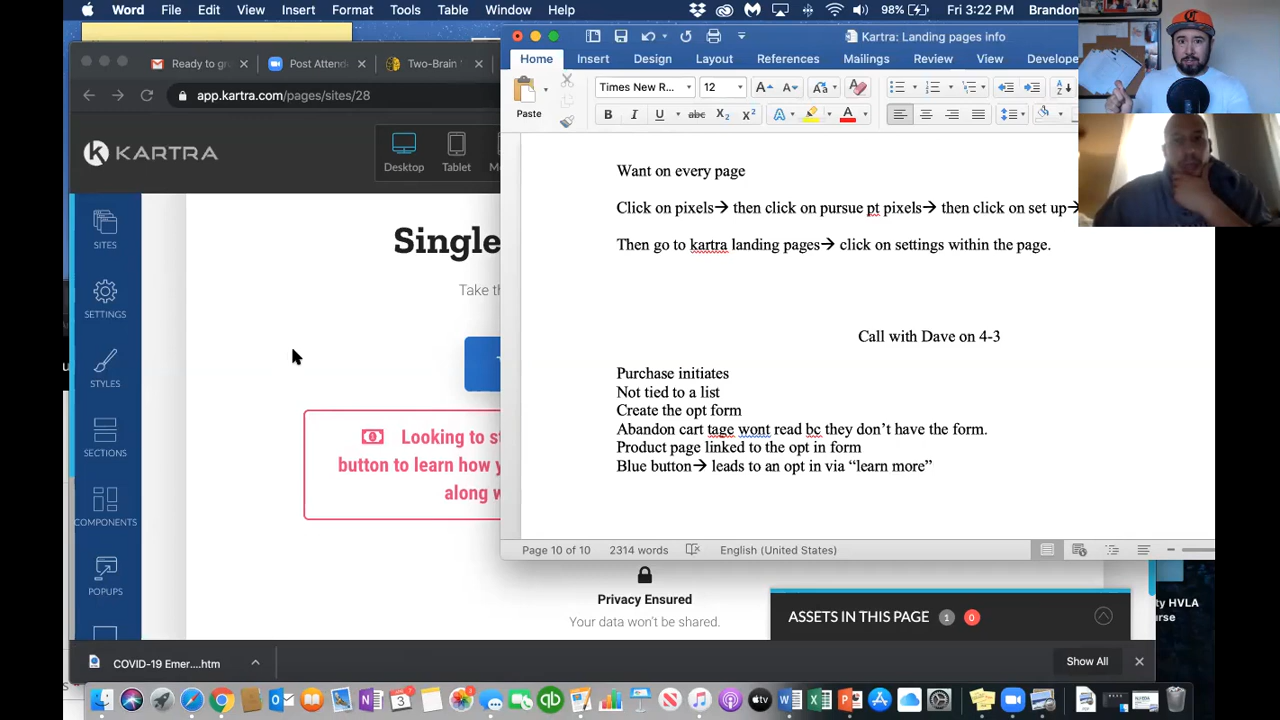 Word File Edit View Insert Format Tools Table Window Help 98% Fri 3:22 PM Brandon
Ready to gr
Post Attend
Two-Brain
app.kartra.com/pages/sites/28
KARTRA
Desktop
Tablet
SITES
SETTINGS
STYLES
SECTIONS
COMPONENTS
POPUPS
Single
Take th
Looking to st
button to learn how y
along w
Privacy Ensured
Your data won't be shared.
ASSETS IN THIS PAGE 1 0
COVID-19 Emer....htm
Show All
Kartra: Landing pages info
Home Insert Design Layout References Mailings Review View Develope
Paste
Times New R... 12
B I U abc X2 X2 A A
Want on every page
Click on pixels→ then click on pursue pt pixels→ then click on set up→
Then go to kartra landing pages→ click on settings within the page.
Call with Dave on 4-3
Purchase initiates
Not tied to a list
Create the opt form
Abandon cart tage wont read bc they don't have the form.
Product page linked to the opt in form
Blue button→ leads to an opt in via “learn more”
Page 10 of 10 2314 words English (United States)
ty HVLA
urse